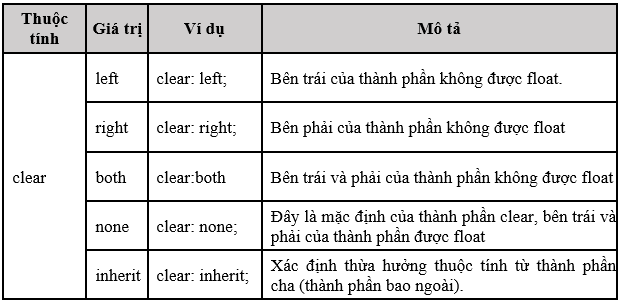 Thuộc tính Giá trị Ví dụ Mô tả
clear
left clear: left; Bên trái của thành phần không được float.
right clear: right; Bên phải của thành phần không được float
both clear:both Bên trái và phải của thành phần không được float
none clear: none; Đây là mặc định của thành phần clear, bên trái và
phải của thành phần được float
inherit clear: inherit; Xác định thừa hưởng thuộc tính từ thành phần
cha (thành phần bao ngoài).